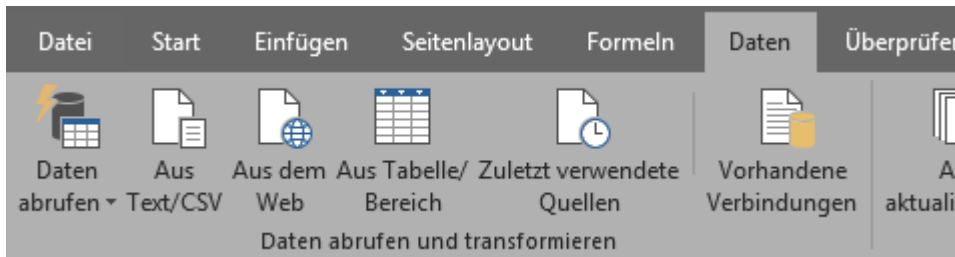 Datei Start Einfügen Seitenlayout Formeln Daten
Daten abrufen
Aus Text/CSV
Aus dem Web
Aus Tabelle/ Bereich
Zuletzt verwendete Quellen
Vorhandene Verbindungen
Daten abrufen und transformieren